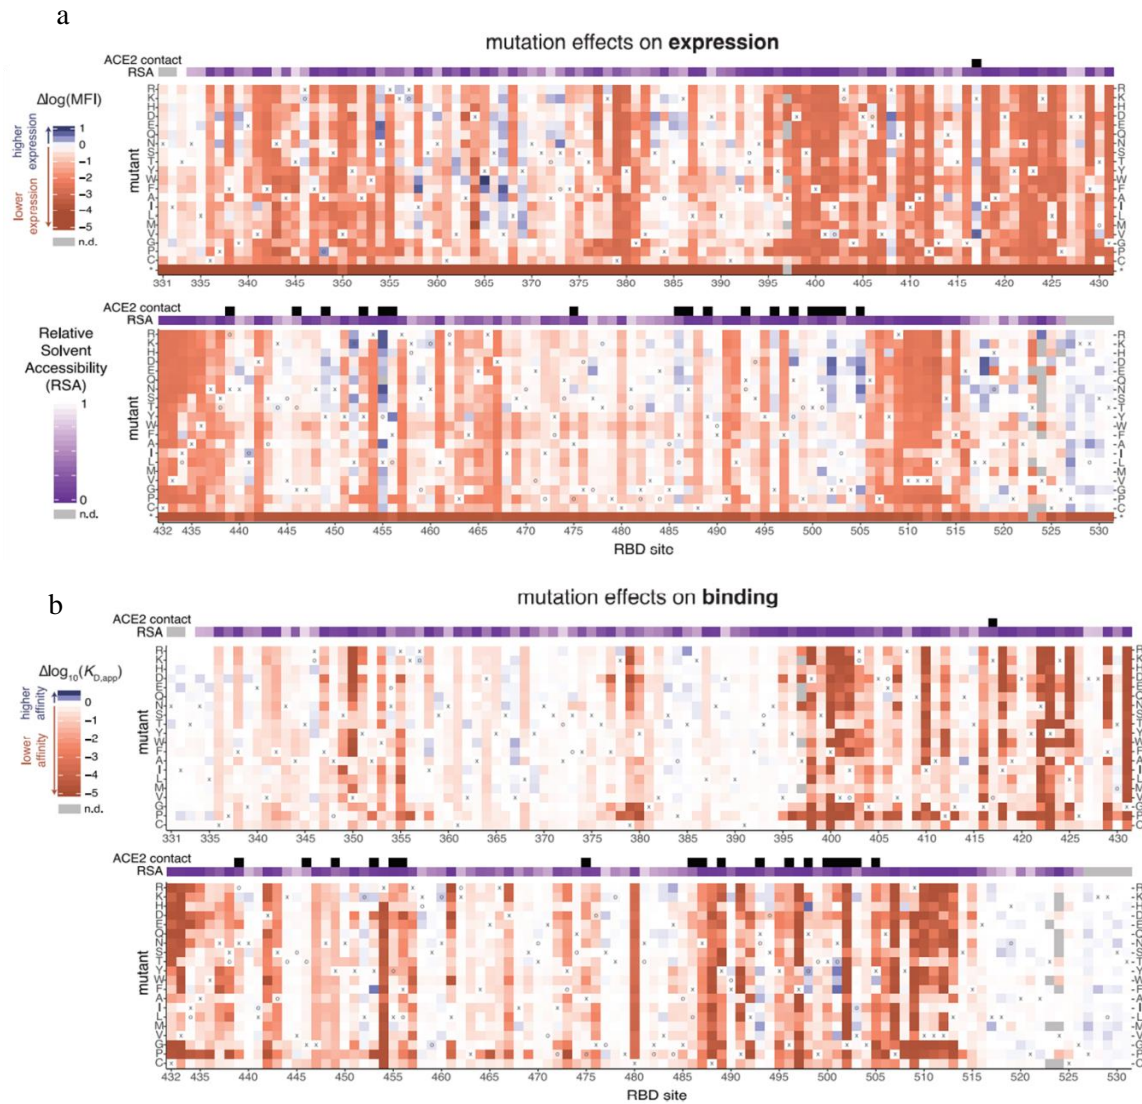 a
mutation effects on expression
ACE2 contact
RSA
Δlog(MFI)
higher expression
lower expression
1
0
−1
−2
−3
−4
−5
n.d.
mutant
R
K
H
D
E
Q
N
S
T
Y
W
F
A
I
L
M
V
G
P
C
*
331 335 340 345 350 355 360 365 370 375 380 385 391 395 400 405 410 415 420 425 430
ACE2 contact
RSA
Relative
Solvent
Accessibility
(RSA)
1
0
n.d.
mutant
R
K
H
D
E
Q
N
S
T
Y
W
F
A
I
L
M
V
G
P
C
*
432 435 440 445 450 455 460 465 470 475 480 485 490 495 500 505 510 515 520 525 530
RBD site
b
mutation effects on binding
ACE2 contact
RSA
Δlog10(KD,app)
higher affinity
lower affinity
0
−1
−2
−3
−4
−5
n.d.
mutant
R
K
H
D
E
Q
N
S
T
Y
W
F
A
I
L
M
V
G
P
C
331 335 340 345 350 355 360 365 370 375 380 385 391 395 400 405 410 415 420 425 430
ACE2 contact
RSA
mutant
R
K
H
D
E
Q
N
S
T
Y
W
F
A
I
L
M
V
G
P
C
432 435 440 445 450 455 460 465 470 475 480 485 490 495 500 505 510 515 520 525 530
RBD site